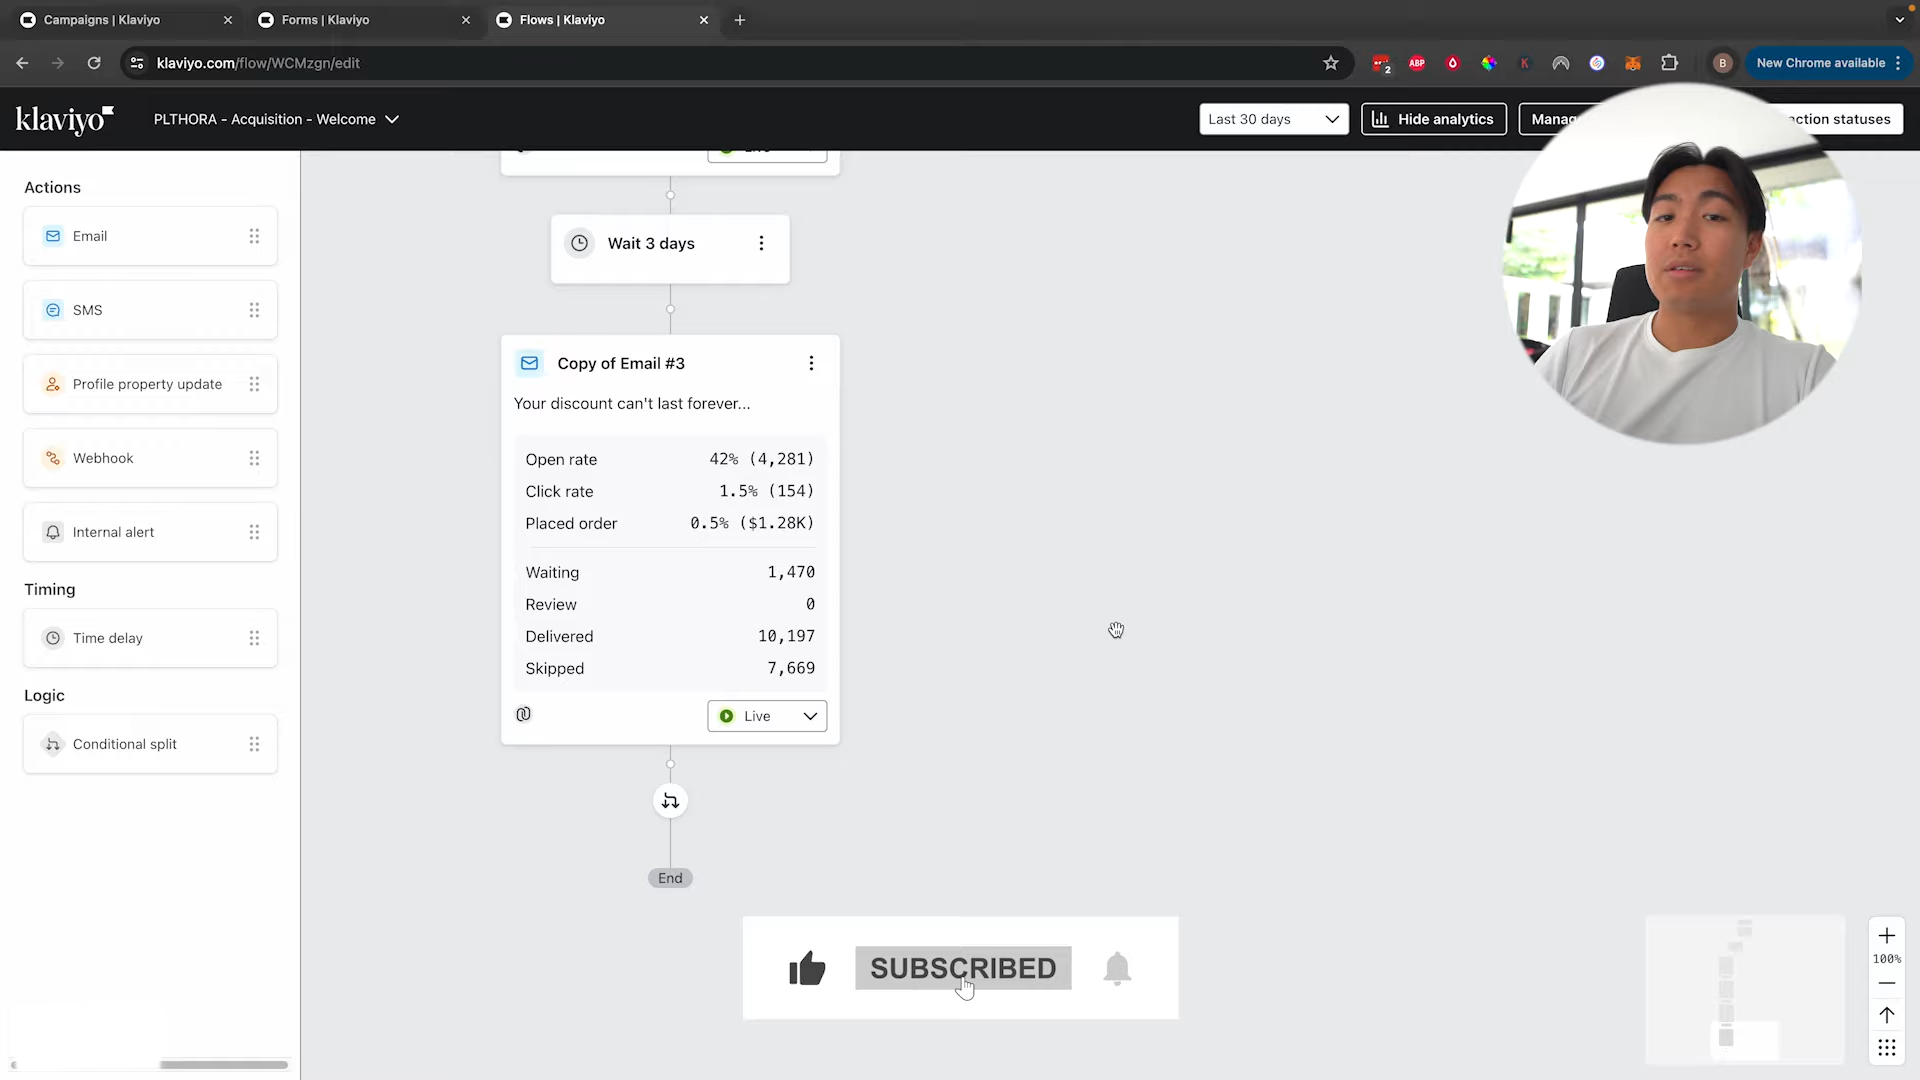 Campaigns | Klaviyo
Forms | Klaviyo
Flows | Klaviyo
klaviyo.com/flow/WCMzgn/edit
2
ABP
K
B
New Chrome available
klaviyo
PLTHORA - Acquisition - Welcome
Last 30 days
Hide analytics
action statuses
Actions
Email
SMS
Profile property update
Webhook
Internal alert
Timing
Time delay
Logic
Conditional split
Wait 3 days
Copy of Email #3
Your discount can't last forever...
Open rate 42% (4,281)
Click rate 1.5% (154)
Placed order 0.5% ($1.28K)
Waiting 1,470
Review 0
Delivered 10,197
Skipped 7,669
Live
End
SUBSCRIBED
100%